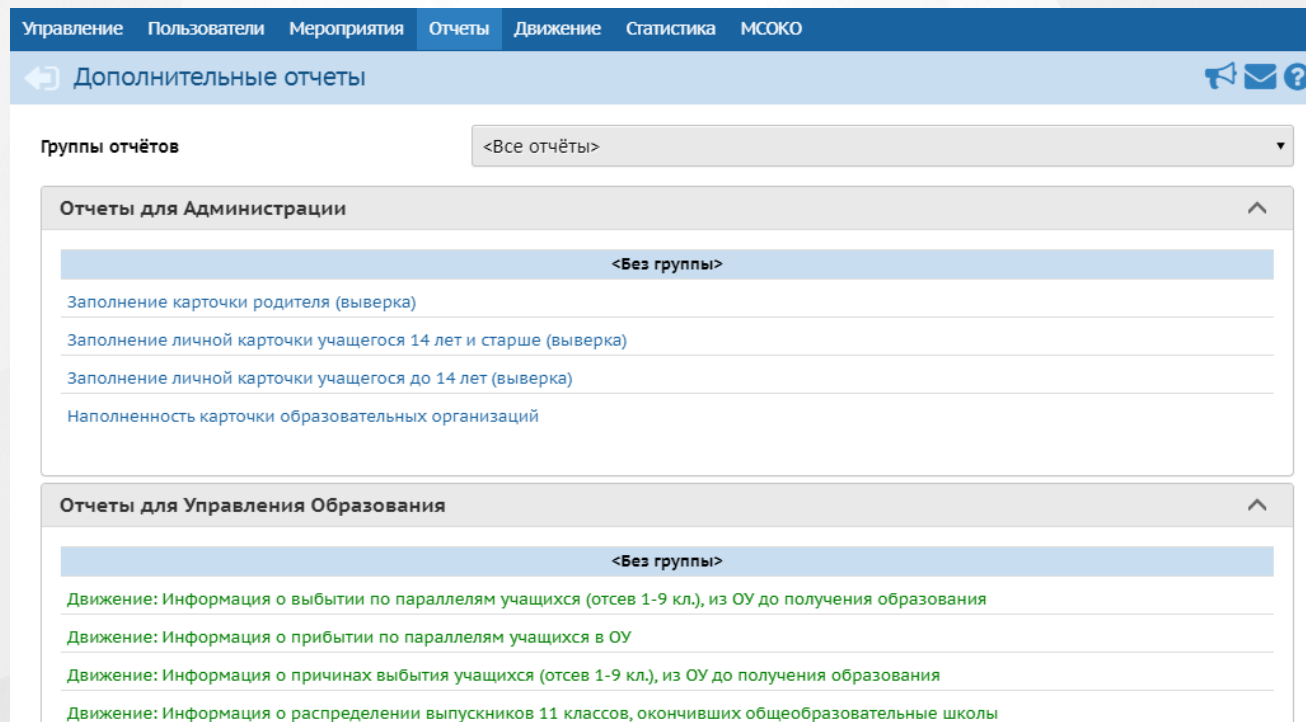 Управление Пользователи Мероприятия Отчеты Движение Статистика МСОКО
Дополнительные отчеты
Группы отчётов <Все отчёты>
Отчеты для Администрации
<Без группы>
Заполнение карточки родителя (выверка)
Заполнение личной карточки учащегося 14 лет и старше (выверка)
Заполнение личной карточки учащегося до 14 лет (выверка)
Наполненность карточки образовательных организаций
Отчеты для Управления Образования
<Без группы>
Движение: Информация о выбытии по параллелям учащихся (отсев 1-9 кл.), из ОУ до получения образования
Движение: Информация о прибытии по параллелям учащихся в ОУ
Движение: Информация о причинах выбытия учащихся (отсев 1-9 кл.), из ОУ до получения образования
Движение: Информация о распределении выпускников 11 классов, окончивших общеобразовательные школы